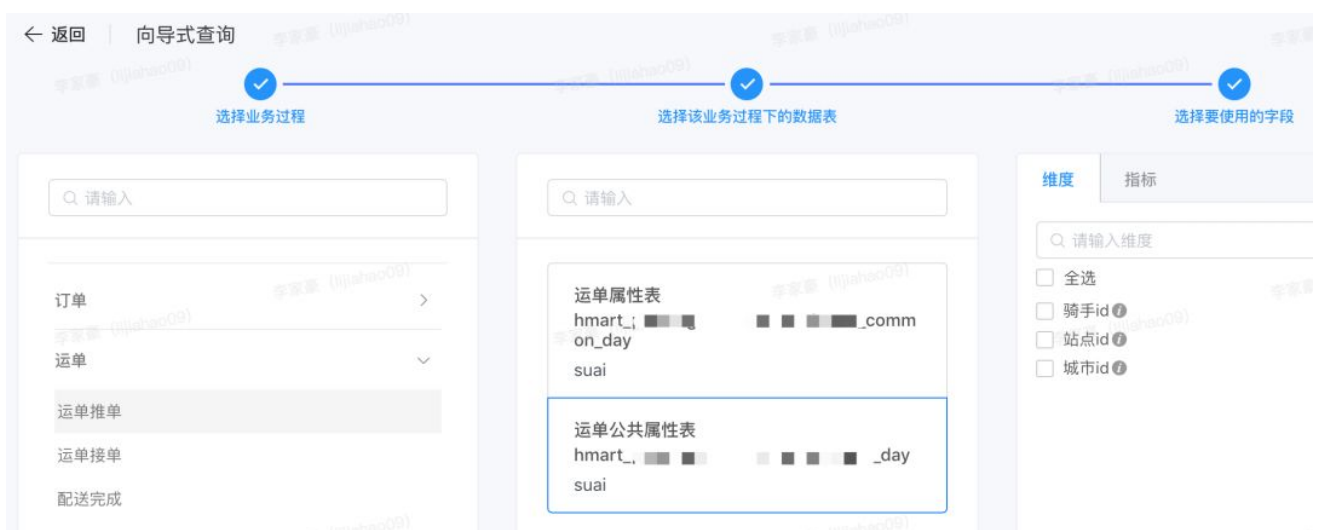 ← 返回 | 向导式查询
选择业务过程
选择该业务过程下的数据表
选择要使用的字段
请输入
订单
运单
运单推单
运单接单
配送完成
请输入
运单属性表
hmart_ _comm
on_day
suai
运单公共属性表
hmart_ _day
suai
维度 指标
请输入维度
全选
骑手id
站点id
城市id
李家豪 (lijiahao09)